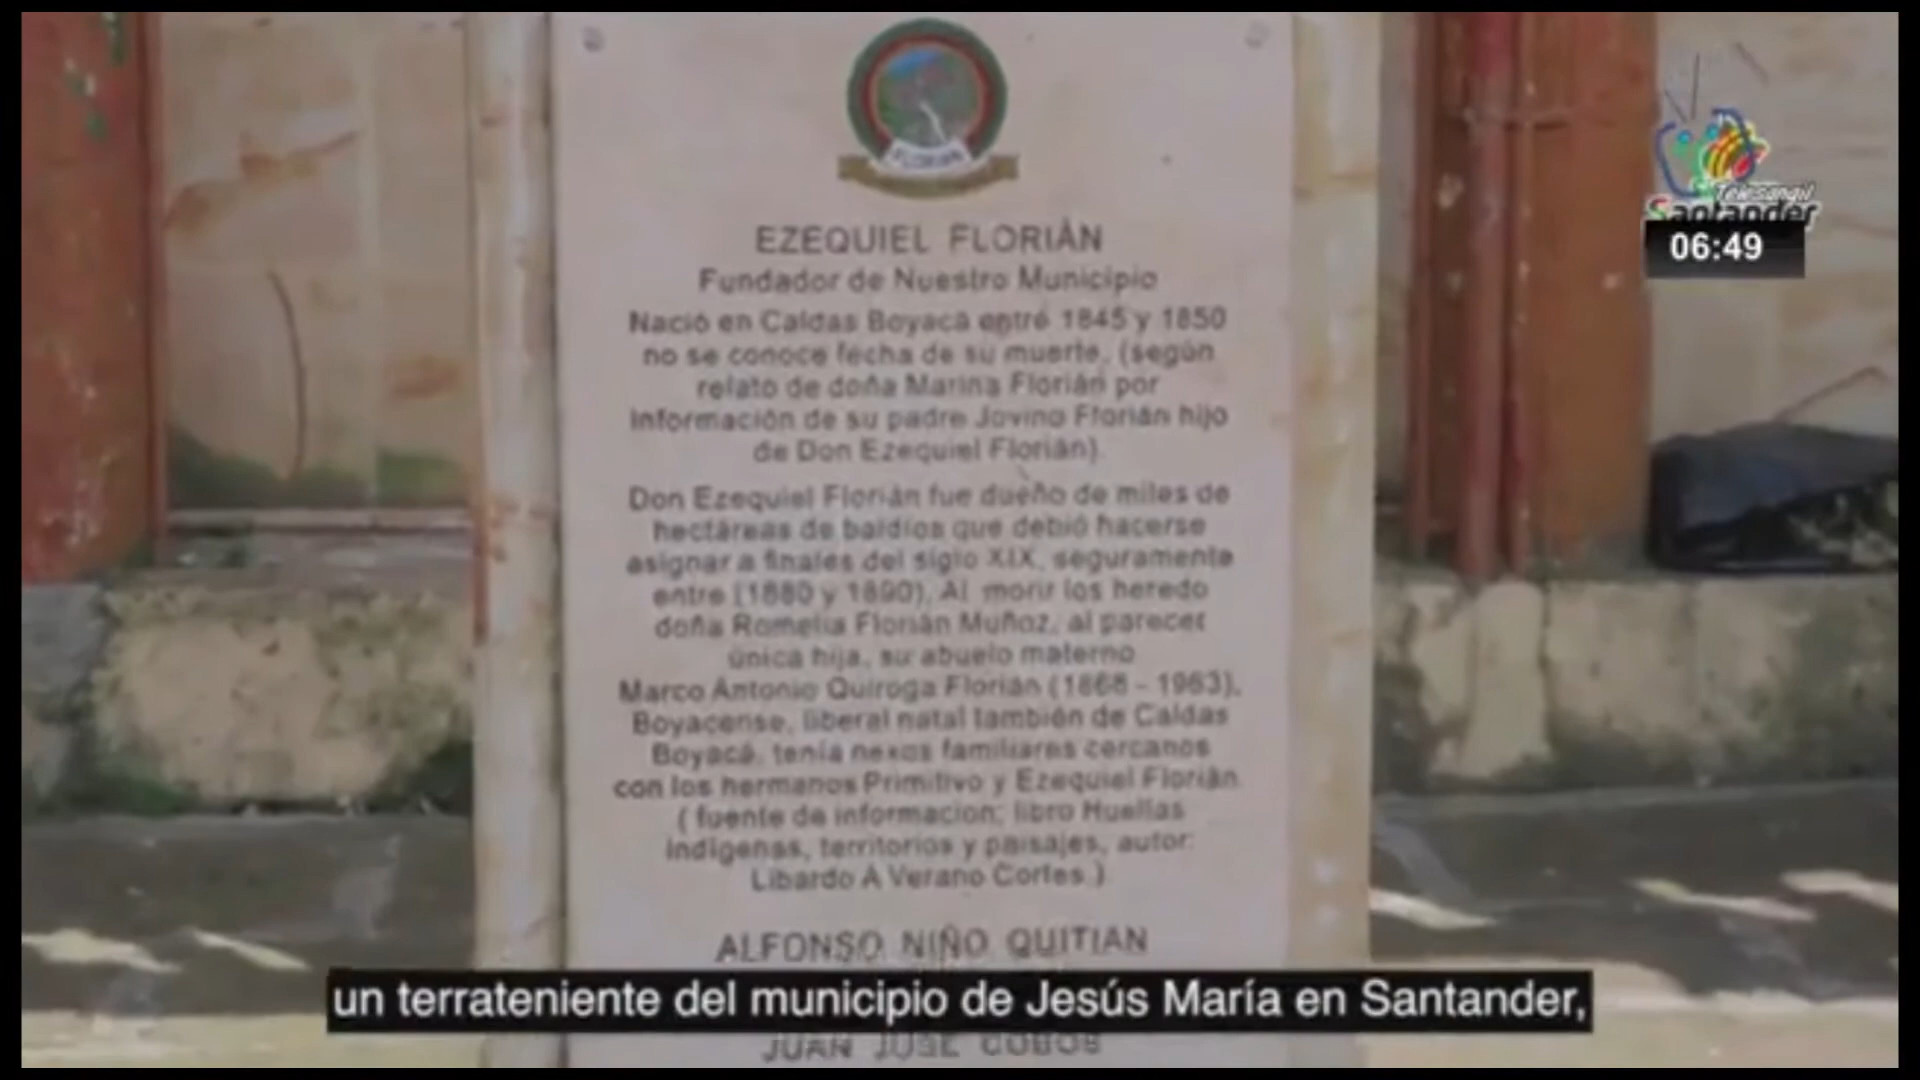 FLORIAN
EZEQUIEL FLORIÁN
Fundador de Nuestro Municipio
Nació en Caldas Boyacá entre 1845 y 1850
no se conoce fecha de su muerte, (según
relato de doña Marina Florián por
información de su padre Jovino Florián hijo
de Don Ezequiel Florián).
Don Ezequiel Florián fue dueño de miles de
hectáreas de baldíos que debió hacerse
asignar a finales del siglo XIX, seguramente
entre (1880 y 1890). Al morir los heredo
doña Romelia Florián Muñoz, al parecer
única hija, su abuelo materno
Marco Antonio Quiroga Florián (1868 - 1963),
Boyacense, liberal natal también de Caldas
Boyacá, tenía nexos familiares cercanos
con los hermanos Primitivo y Ezequiel Florián
( fuente de informacion: libro Huellas
indígenas, territorios y paisajes, autor:
Libardo A Verano Cortes.)
ALFONSO NIÑO QUITIAN
JUAN JOSE COBOS
Telesangil
Santander
06:49
un terrateniente del municipio de Jesús María en Santander,